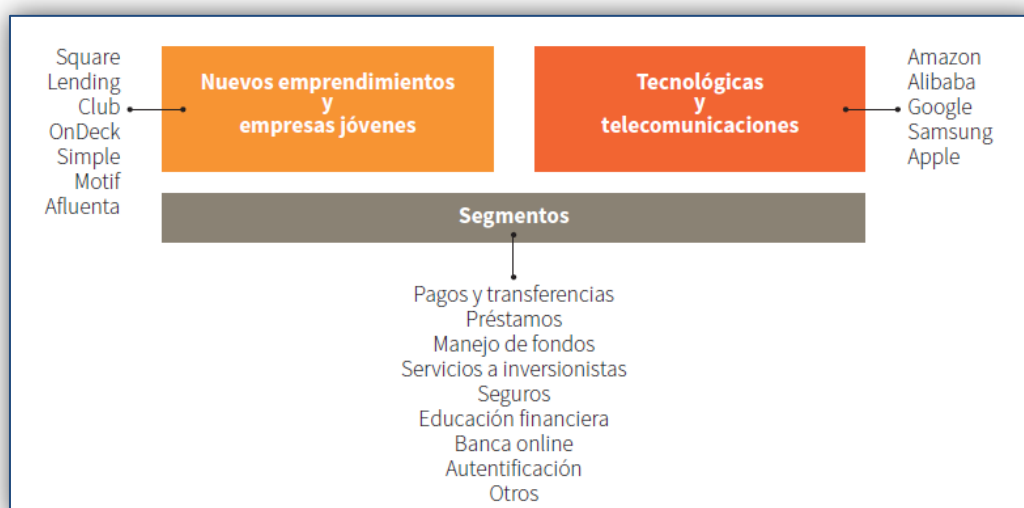 Square
Lending
Club
OnDeck
Simple
Motif
Afluenta
Nuevos emprendimientos
y
empresas jóvenes
Tecnológicas
y
telecomunicaciones
Amazon
Alibaba
Google
Samsung
Apple
Segmentos
Pagos y transferencias
Préstamos
Manejo de fondos
Servicios a inversionistas
Seguros
Educación financiera
Banca online
Autentificación
Otros